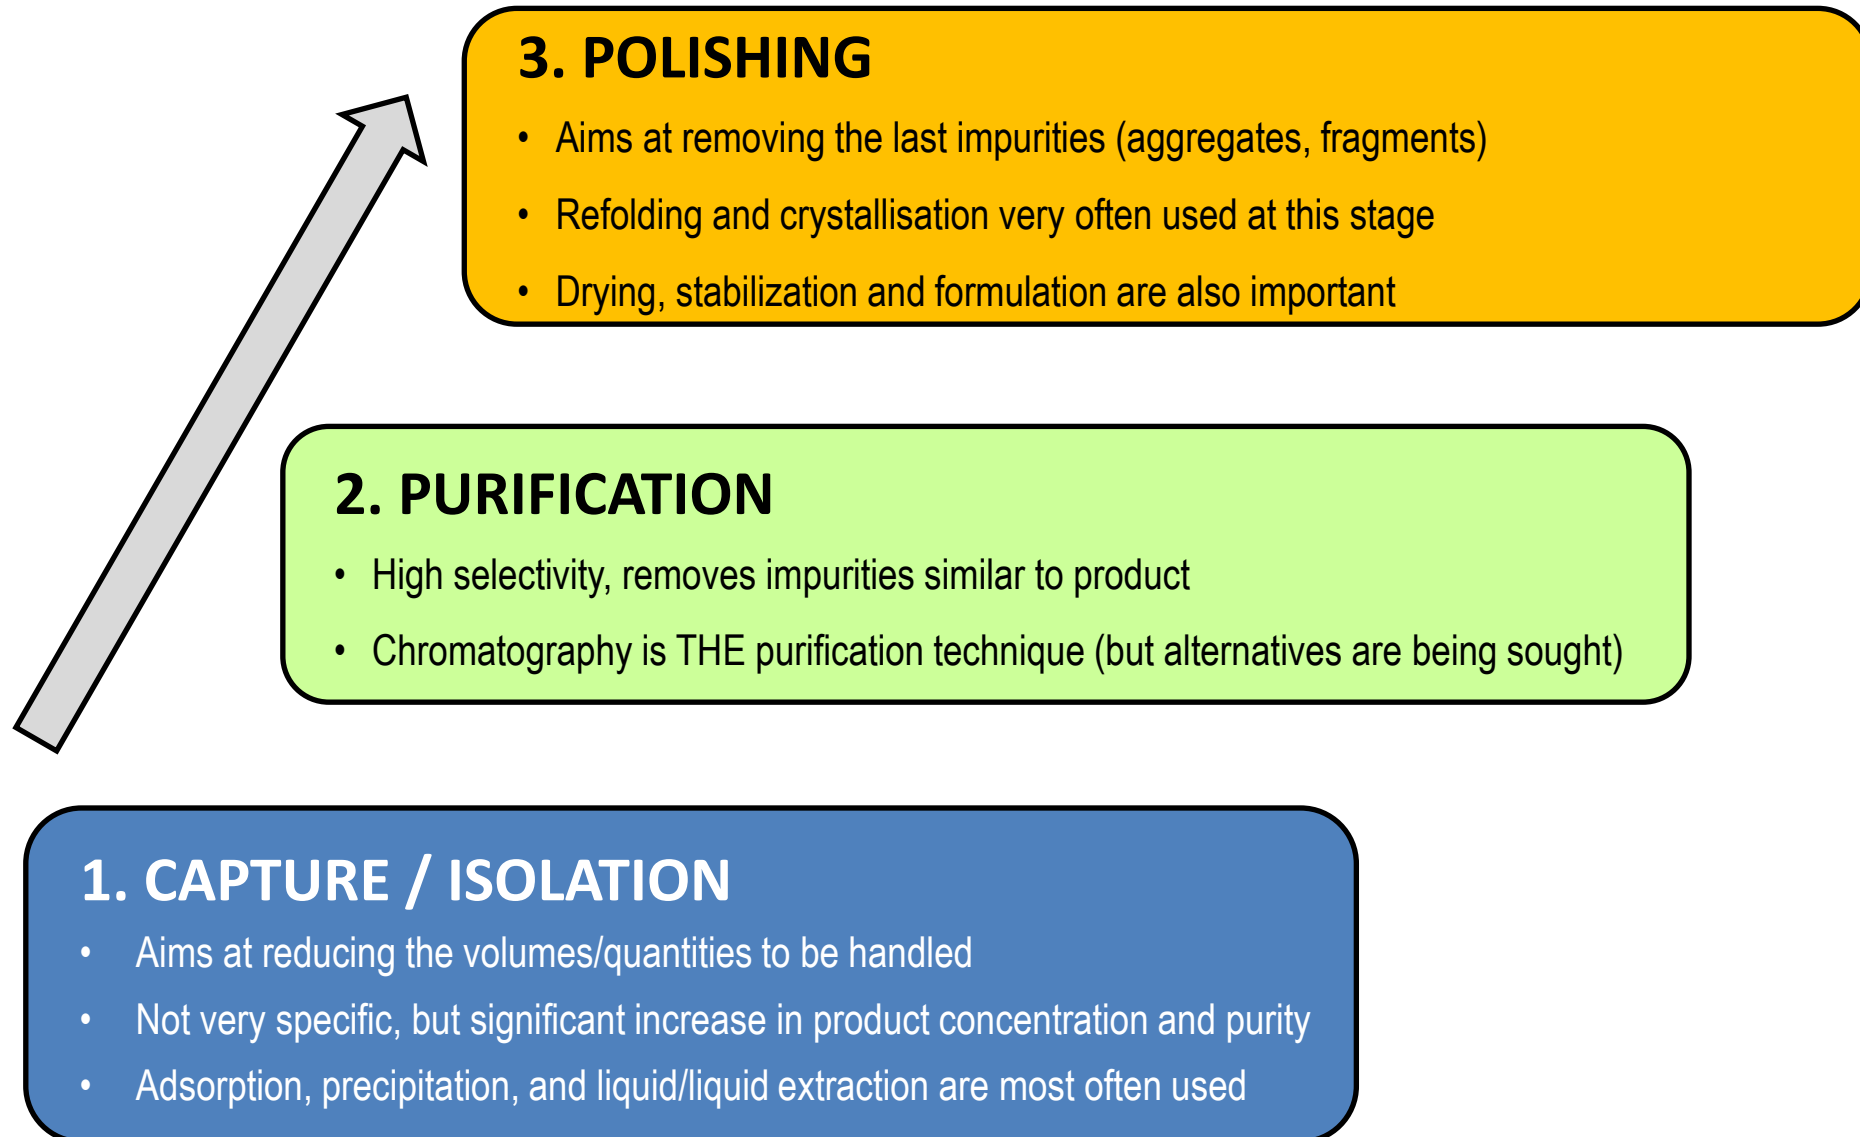 3. POLISHING
• Aims at removing the last impurities (aggregates, fragments)
• Refolding and crystallisation very often used at this stage
• Drying, stabilization and formulation are also important
2. PURIFICATION
• High selectivity, removes impurities similar to product
• Chromatography is THE purification technique (but alternatives are being sought)
1. CAPTURE / ISOLATION
• Aims at reducing the volumes/quantities to be handled
• Not very specific, but significant increase in product concentration and purity
• Adsorption, precipitation, and liquid/liquid extraction are most often used